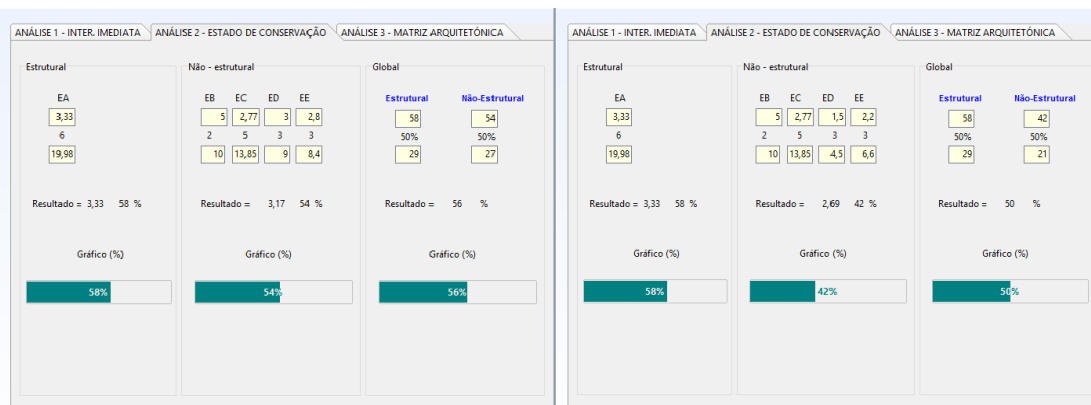 ANÁLISE 1 - INTER. IMEDIATA ANÁLISE 2 - ESTADO DE CONSERVAÇÃO ANÁLISE 3 - MATRIZ ARQUITETÓNICA
Estrutural Não - estrutural Global
EA EB EC ED EE Estrutural Não-Estrutural
3,33 5 2,77 3 2,8 58 54
6 2 5 3 3 50% 50%
19,98 10 13,85 9 8,4 29 27
Resultado = 3,33 58 % Resultado = 3,17 54 % Resultado = 56 %
Gráfico (%) Gráfico (%) Gráfico (%)
58% 54% 56%
ANÁLISE 1 - INTER. IMEDIATA ANÁLISE 2 - ESTADO DE CONSERVAÇÃO ANÁLISE 3 - MATRIZ ARQUITETÓNICA
Estrutural Não - estrutural Global
EA EB EC ED EE Estrutural Não-Estrutural
3,33 5 2,77 1,5 2,2 58 42
6 2 5 3 3 50% 50%
19,98 10 13,85 4,5 6,6 29 21
Resultado = 3,33 58 % Resultado = 2,69 42 % Resultado = 50 %
Gráfico (%) Gráfico (%) Gráfico (%)
58% 42% 50%